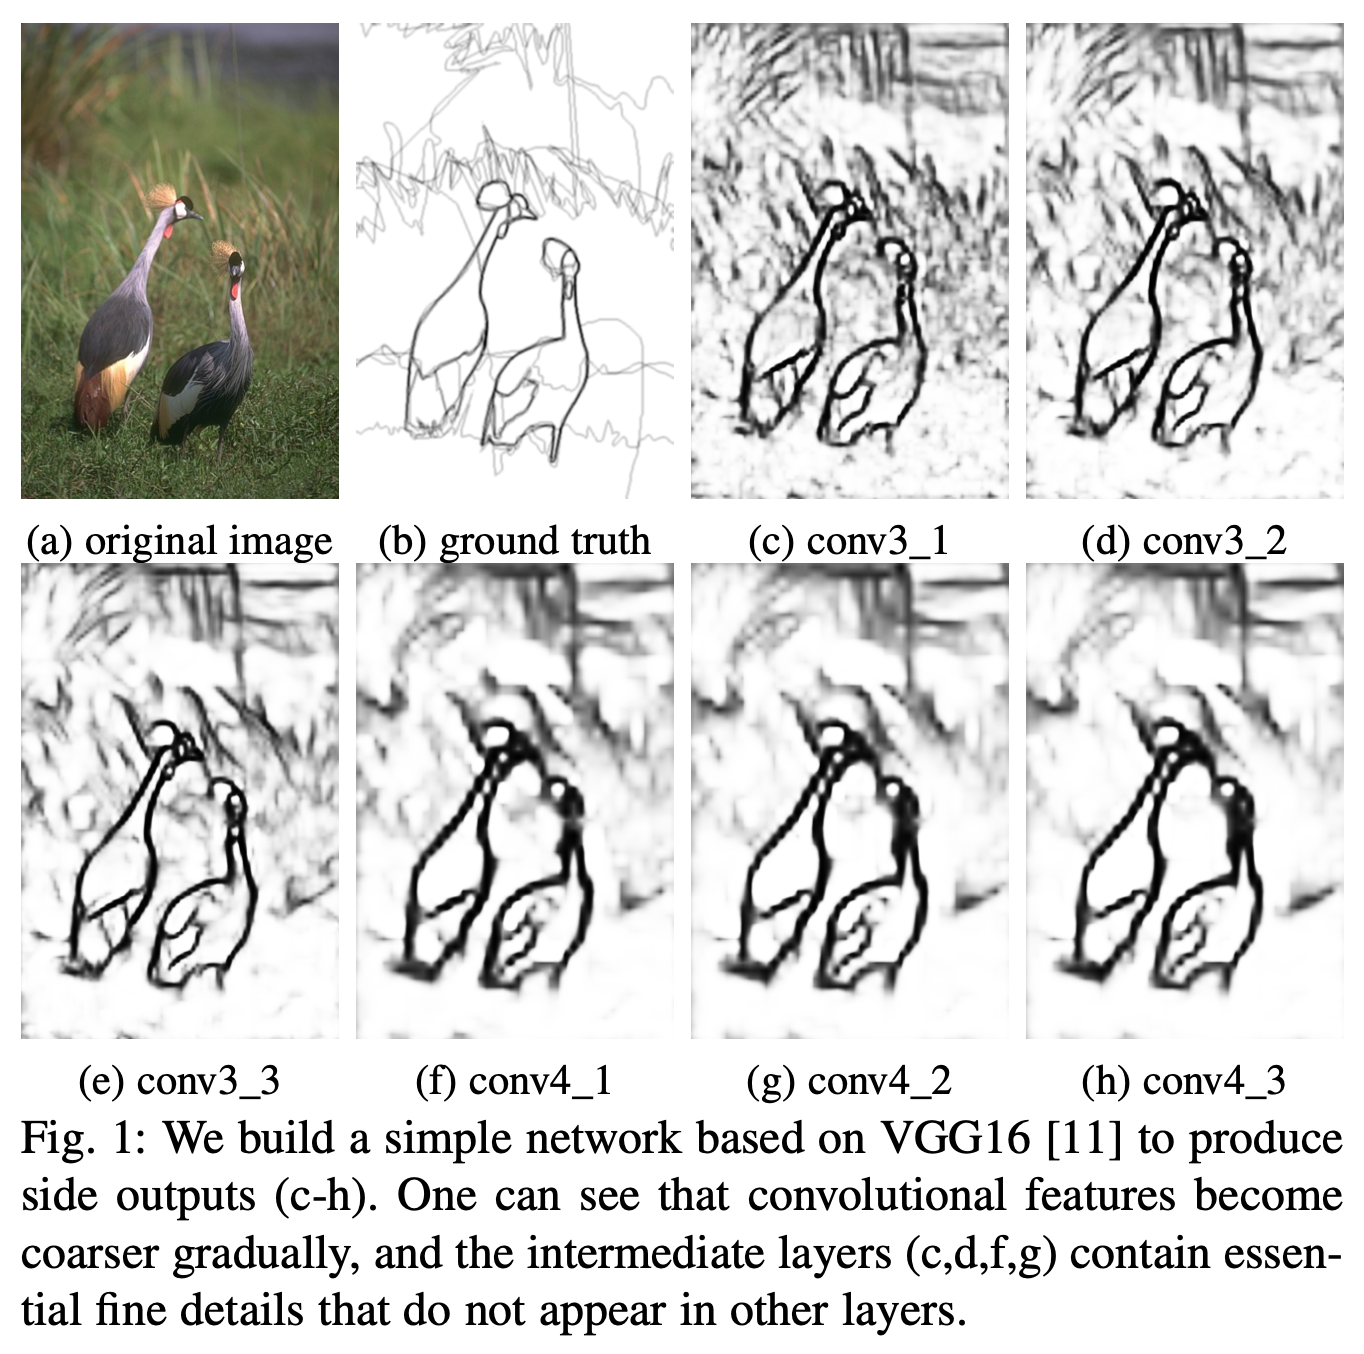 (a) original image
(b) ground truth
(c) conv3_1
(d) conv3_2
(e) conv3_3
(f) conv4_1
(g) conv4_2
(h) conv4_3
Fig. 1: We build a simple network based on VGG16 [11] to produce
side outputs (c-h). One can see that convolutional features become
coarser gradually, and the intermediate layers (c,d,f,g) contain essen-
tial fine details that do not appear in other layers.